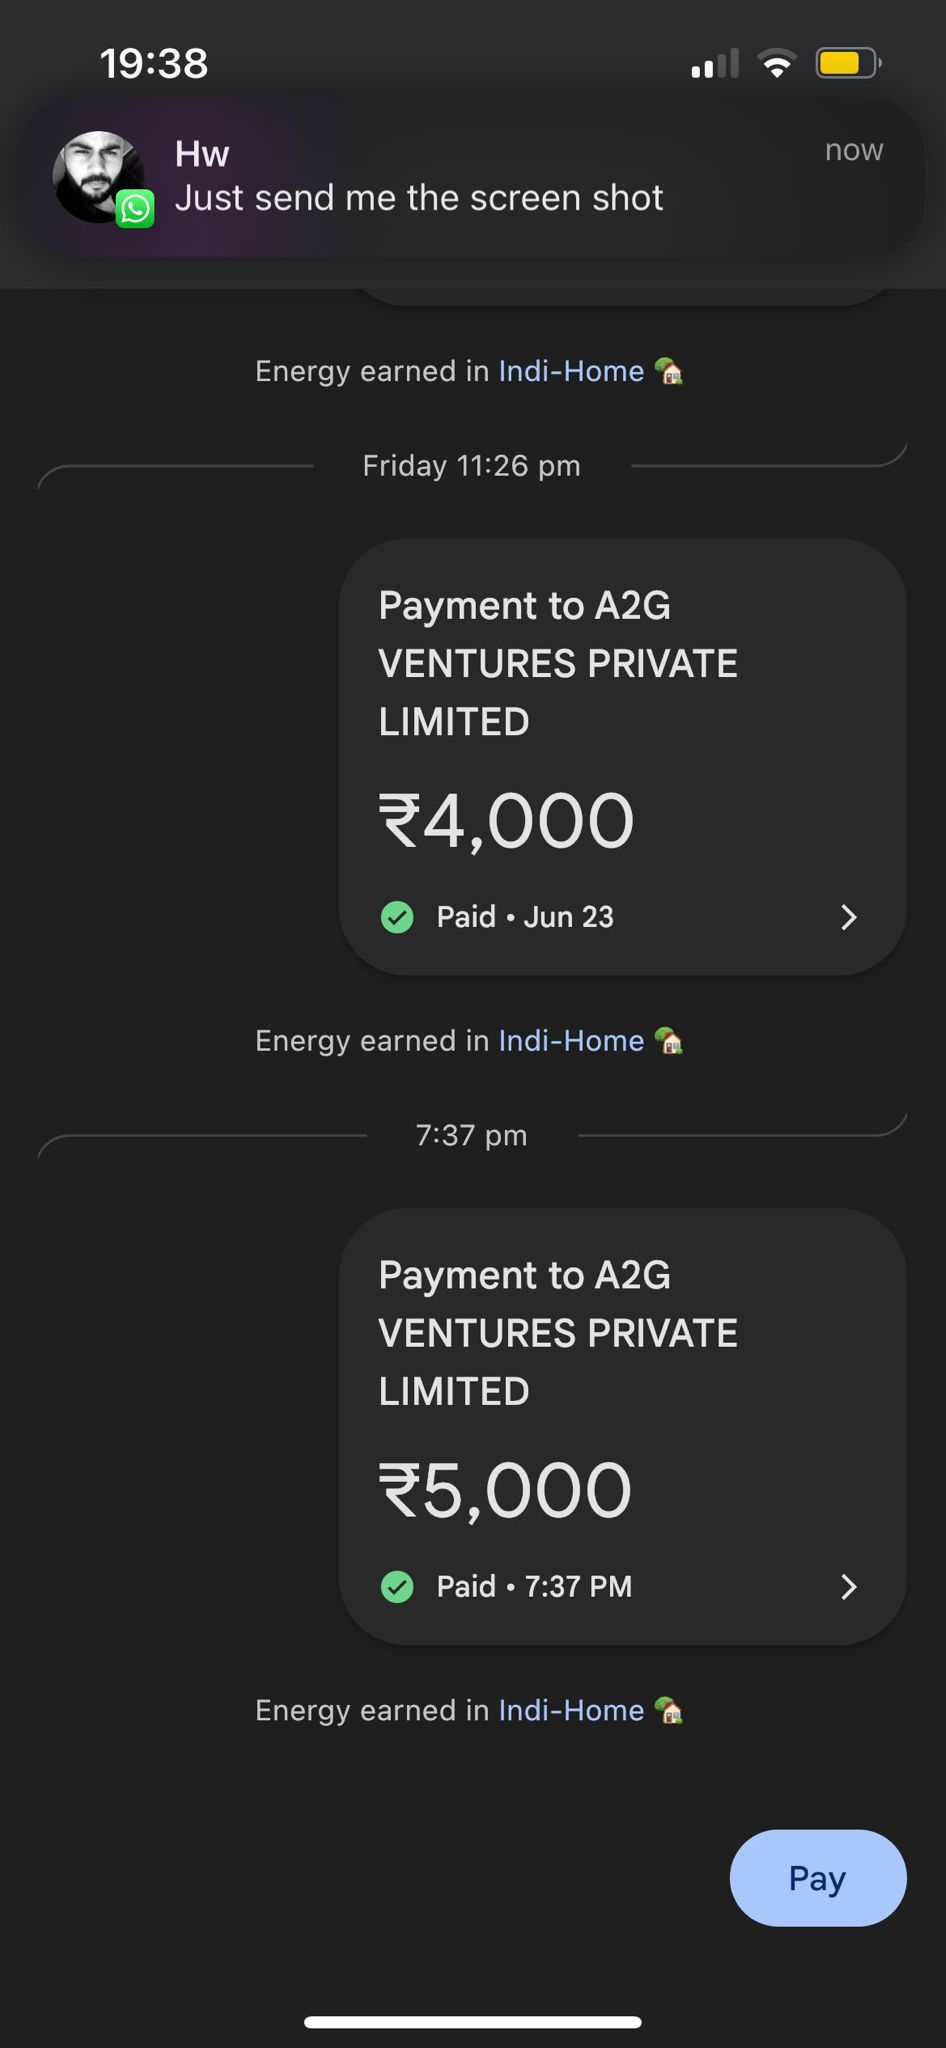 19:38
Hw
now
Just send me the screen shot
Energy earned in Indi-Home
Friday 11:26 pm
Payment to A2G
VENTURES PRIVATE
LIMITED
₹4,000
Paid • Jun 23
Energy earned in Indi-Home
7:37 pm
Payment to A2G
VENTURES PRIVATE
LIMITED
₹5,000
Paid • 7:37 PM
Energy earned in Indi-Home
Pay